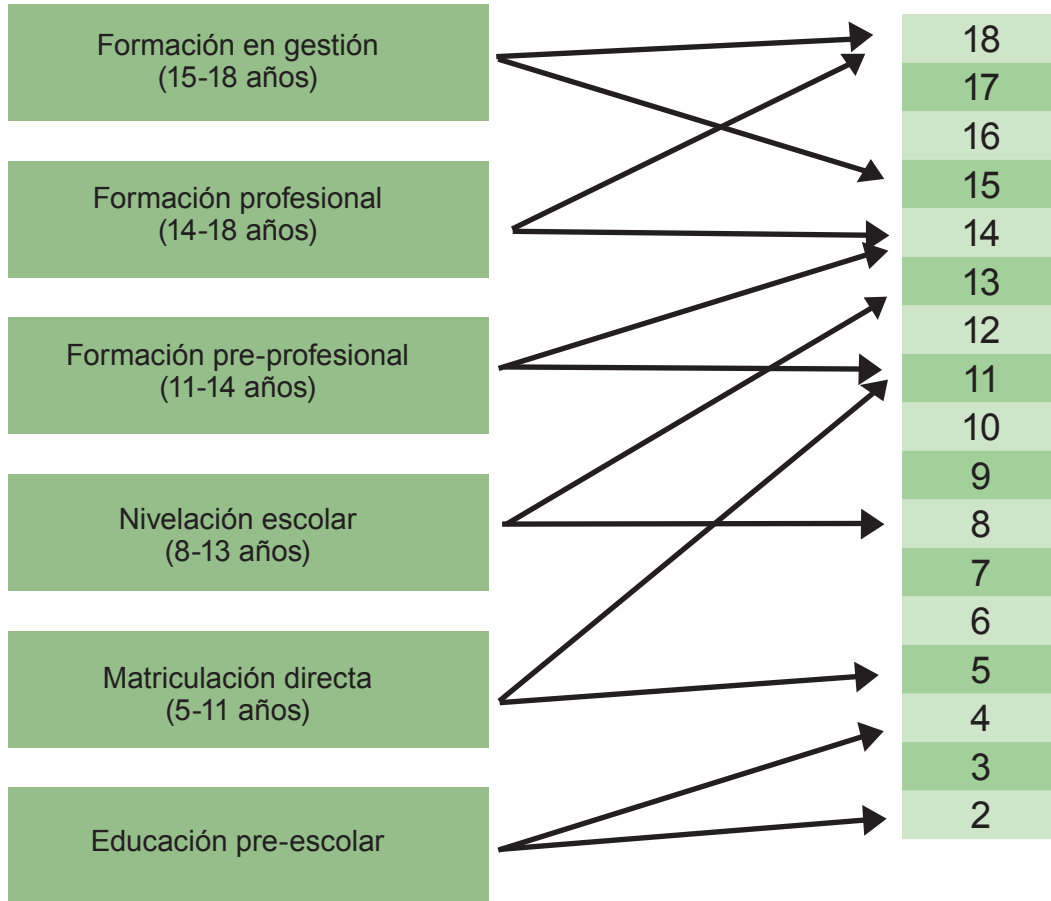 Formación en gestión
(15-18 años)
Formación profesional
(14-18 años)
Formación pre-profesional
(11-14 años)
Nivelación escolar
(8-13 años)
Matriculación directa
(5-11 años)
Educación pre-escolar
18
17
16
15
14
13
12
11
10
9
8
7
6
5
4
3
2